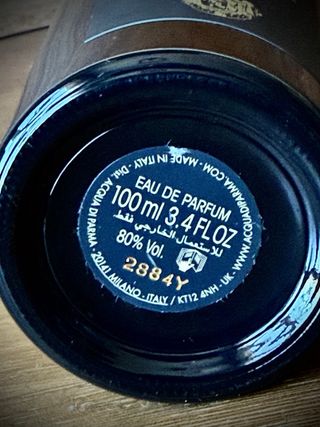 MADE IN ITALY - Dist. ACQUA DI PARMA
20141 MILANO - ITALY / KT12 4NH - UK - WWW.ACQUADIPARMA.COM -
EAU DE PARFUM
100 ml 3,4 FL OZ
للاستعمال الخارجي فقط
80% Vol.
2884Y